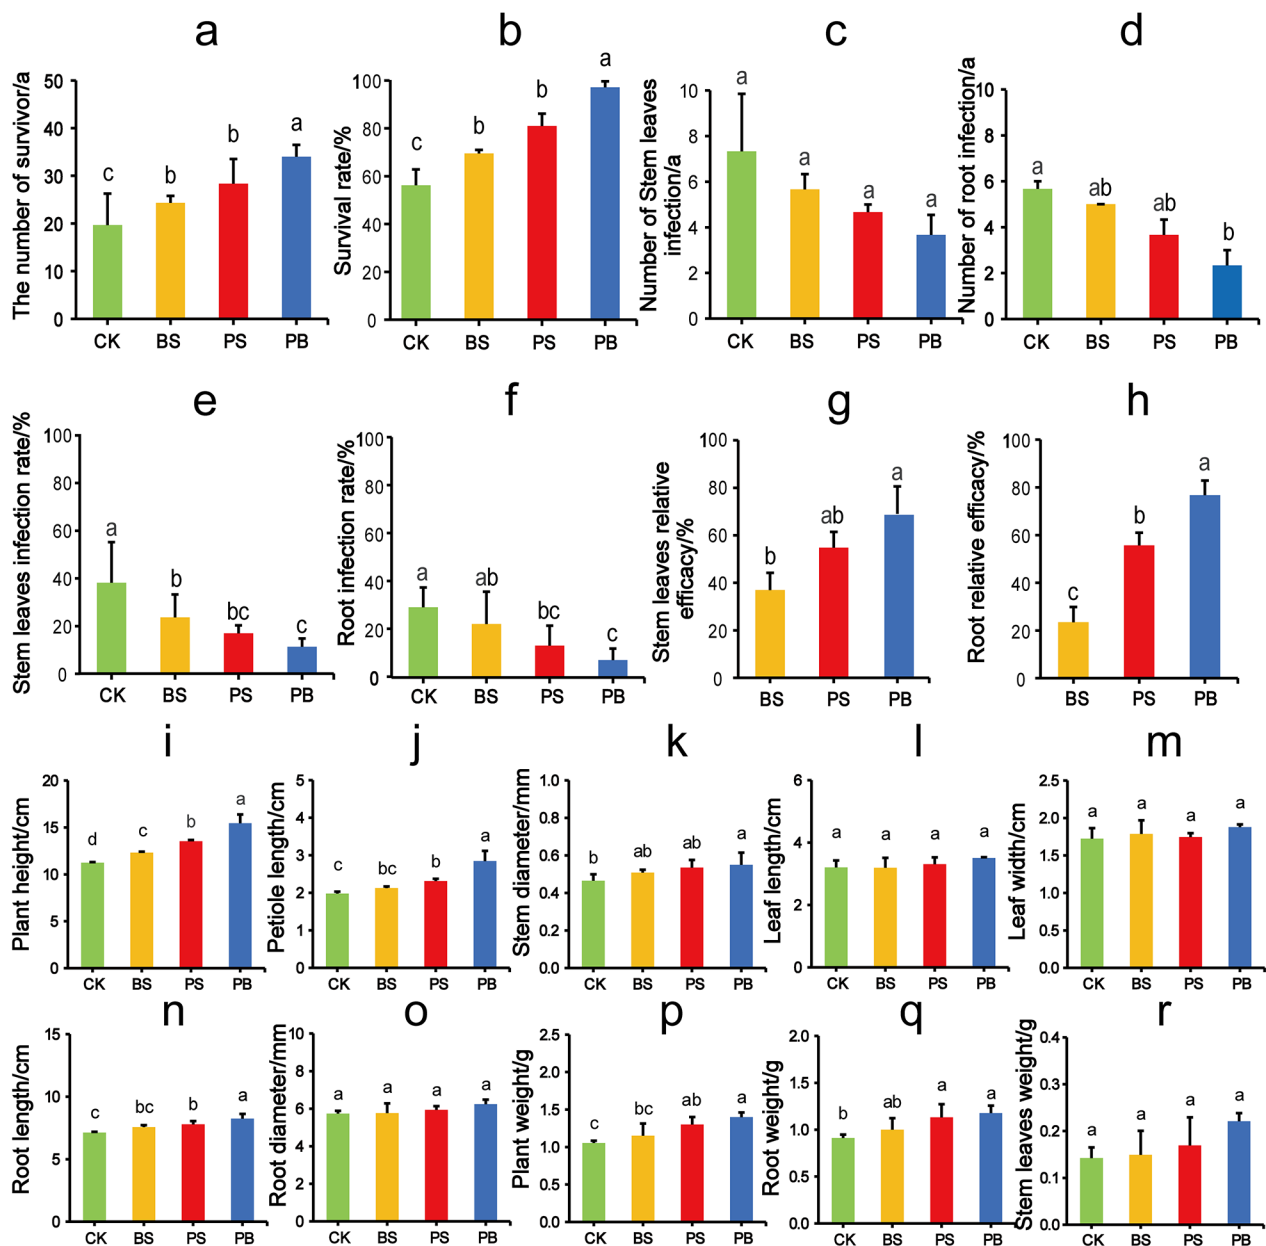 a
The number of survivor/a
50
40
30
20
10
0
c
b
b
a
CK BS PS PB
b
Survival rate/%
100
80
60
40
20
0
c
b
b
a
CK BS PS PB
c
Number of Stem leaves
infection/a
10
8
6
4
2
0
a
a
a
a
CK BS PS PB
d
Number of root infection/a
10
8
6
4
2
0
a
ab
ab
b
CK BS PS PB
e
Stem leaves infection rate/%
100
80
60
40
20
0
a
b
bc
c
CK BS PS PB
f
Root infection rate/%
100
80
60
40
20
0
a
ab
bc
c
CK BS PS PB
g
Stem leaves relative
efficacy/%
100
80
60
40
20
0
b
ab
a
BS PS PB
h
Root relative efficacy/%
100
80
60
40
20
0
c
b
a
BS PS PB
i
Plant height/cm
20
15
10
5
0
d
c
b
a
CK BS PS PB
j
Petiole length/cm
5
4
3
2
1
0
c
bc
b
a
CK BS PS PB
k
Stem diameter/mm
1.0
0.8
0.6
0.4
0.2
0.0
b
ab
ab
a
CK BS PS PB
l
Leaf length/cm
6
4
2
0
a
a
a
a
CK BS PS PB
m
Leaf width/cm
2.5
2.0
1.5
1.0
0.5
0.0
a
a
a
a
CK BS PS PB
n
Root length/cm
15
10
5
0
c
bc
b
a
CK BS PS PB
o
Root diameter/mm
10
8
6
4
2
0
a
a
a
a
CK BS PS PB
p
Plant weight/g
2.5
2.0
1.5
1.0
0.5
0.0
c
bc
ab
a
CK BS PS PB
q
Root weight/g
2.0
1.5
1.0
0.5
0.0
b
ab
a
a
CK BS PS PB
r
Stem leaves weight/g
0.4
0.3
0.2
0.1
0.0
a
a
a
a
CK BS PS PB